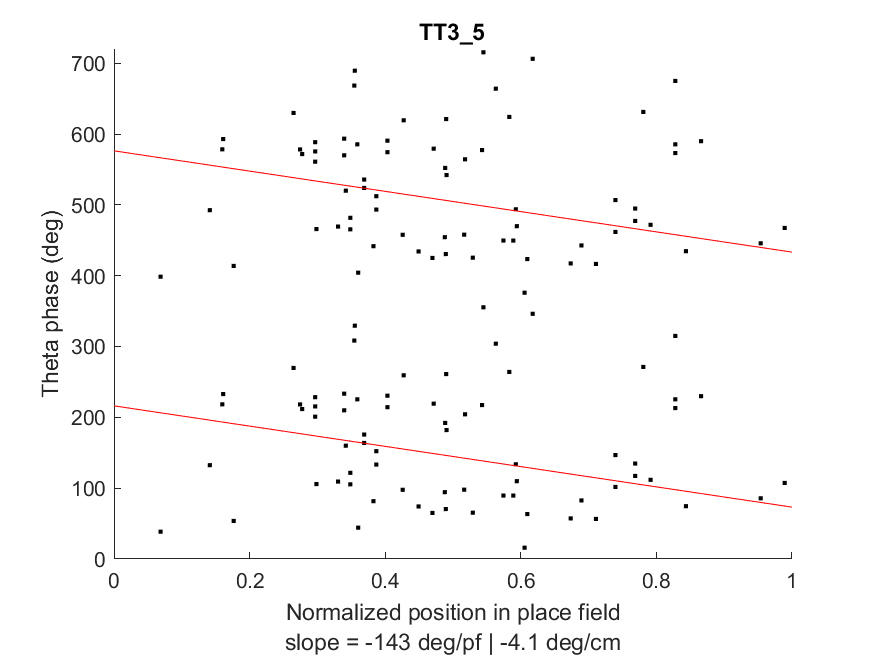 TT3_5
700
600
500
400
300
200
100
0
Theta phase (deg)
0 0.2 0.4 0.6 0.8 1
Normalized position in place field
slope = -143 deg/pf | -4.1 deg/cm